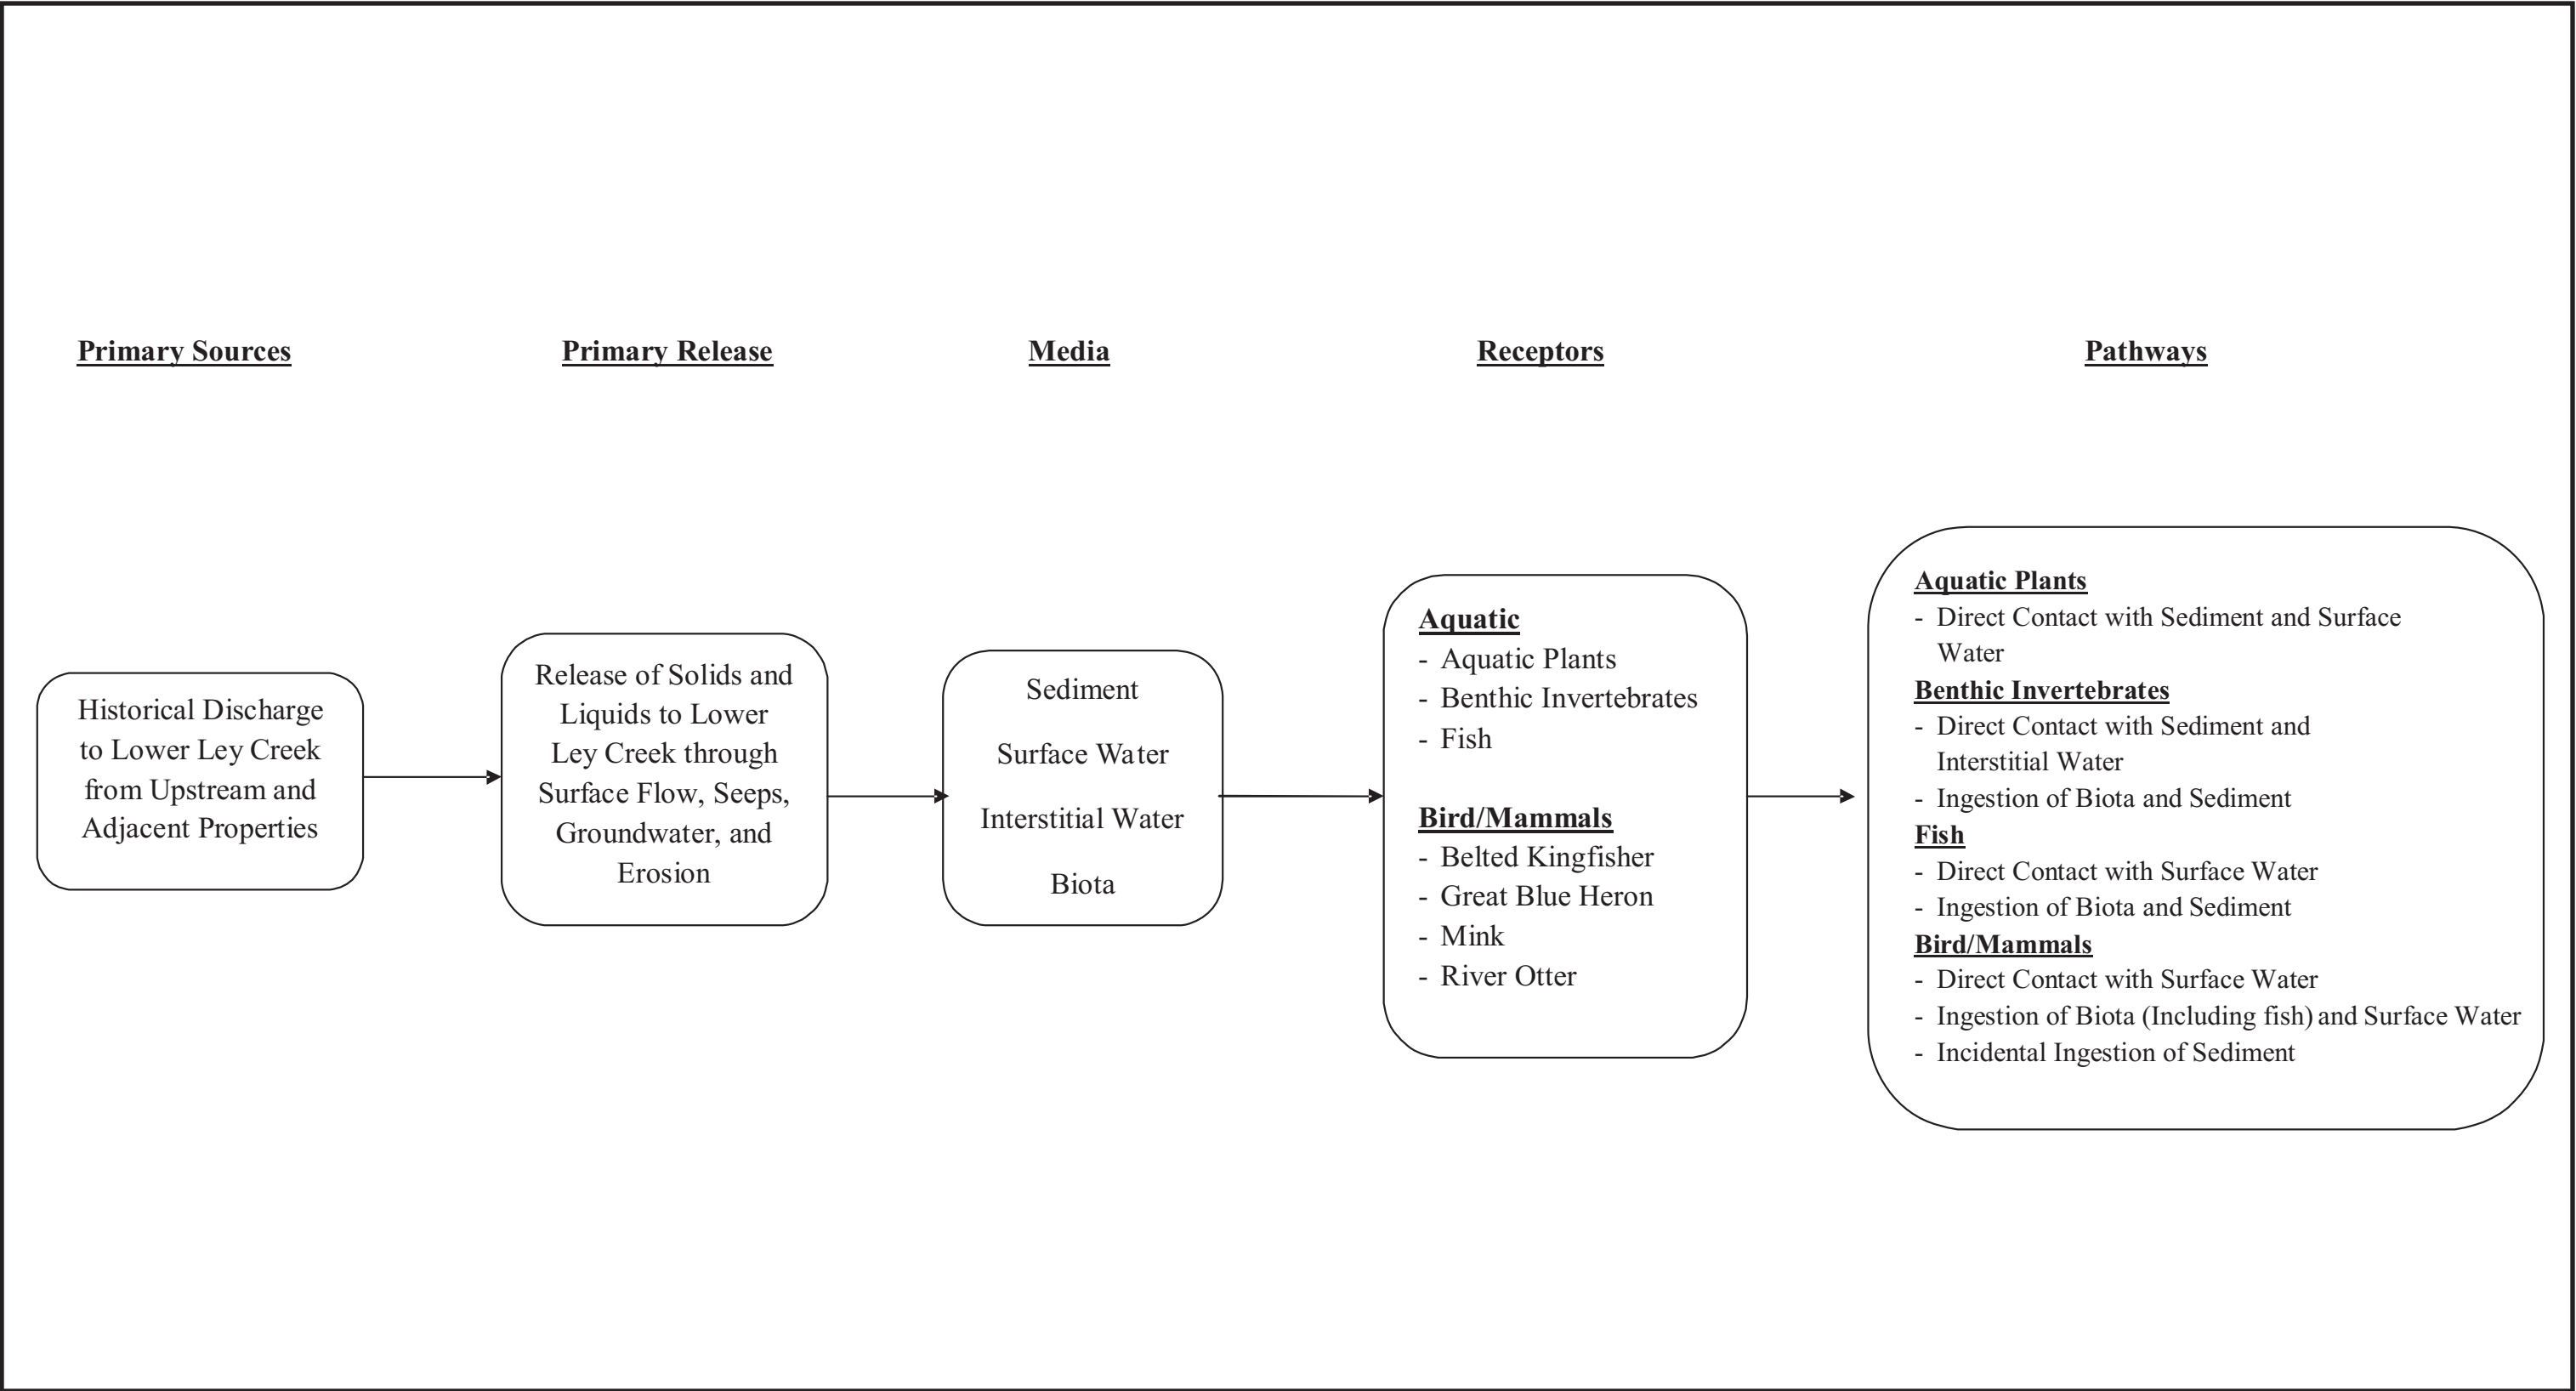 Primary Sources
Primary Release
Media
Receptors
Pathways
Historical Discharge
to Lower Ley Creek
from Upstream and
Adjacent Properties
Release of Solids and
Liquids to Lower
Ley Creek through
Surface Flow, Seeps,
Groundwater, and
Erosion
Sediment
Surface Water
Interstitial Water
Biota
Aquatic
- Aquatic Plants
- Benthic Invertebrates
- Fish
Bird/Mammals
- Belted Kingfisher
- Great Blue Heron
- Mink
- River Otter
Aquatic Plants
- Direct Contact with Sediment and Surface
Water
Benthic Invertebrates
- Direct Contact with Sediment and
Interstitial Water
- Ingestion of Biota and Sediment
Fish
- Direct Contact with Surface Water
- Ingestion of Biota and Sediment
Bird/Mammals
- Direct Contact with Surface Water
- Ingestion of Biota (Including fish) and Surface Water
- Incidental Ingestion of Sediment